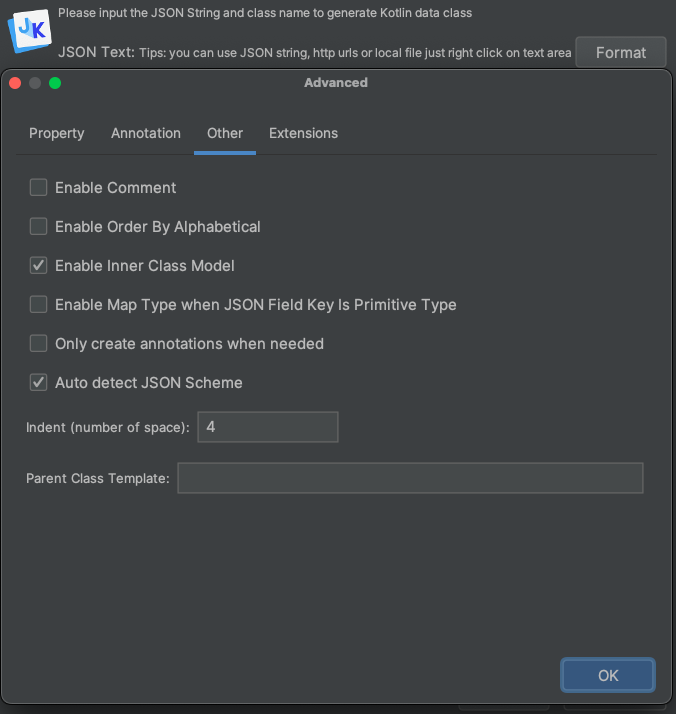 JK
Please input the JSON String and class name to generate Kotlin data class
JSON Text: Tips: you can use JSON string, http urls or local file just right click on text area Format
Advanced
Property Annotation Other Extensions
Enable Comment
Enable Order By Alphabetical
Enable Inner Class Model
Enable Map Type when JSON Field Key Is Primitive Type
Only create annotations when needed
Auto detect JSON Scheme
Indent (number of space): 4
Parent Class Template:
OK